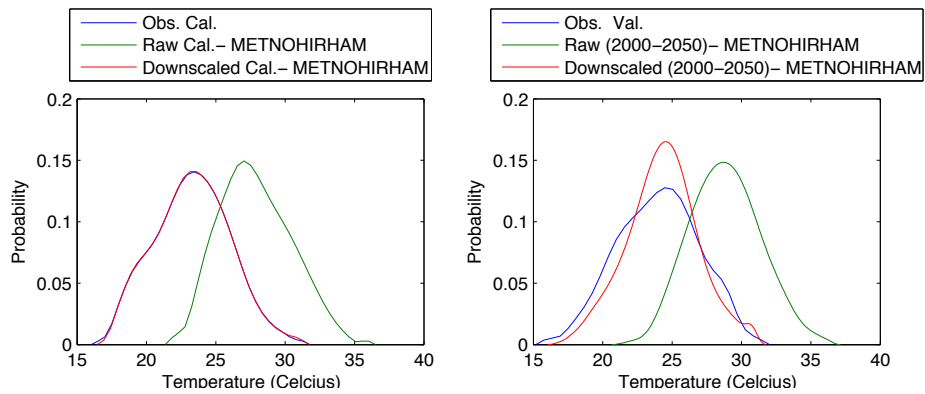 Obs. Cal.
Raw Cal.– METNOHIRHAM
Downscaled Cal.– METNOHIRHAM
0.2
0.15
0.1
0.05
0
Probability
15 20 25 30 35 40
Temperature (Celcius)
Obs. Val.
Raw (2000–2050)– METNOHIRHAM
Downscaled (2000–2050)– METNOHIRHAM
0.2
0.15
0.1
0.05
0
Probability
15 20 25 30 35 40
Temperature (Celcius)